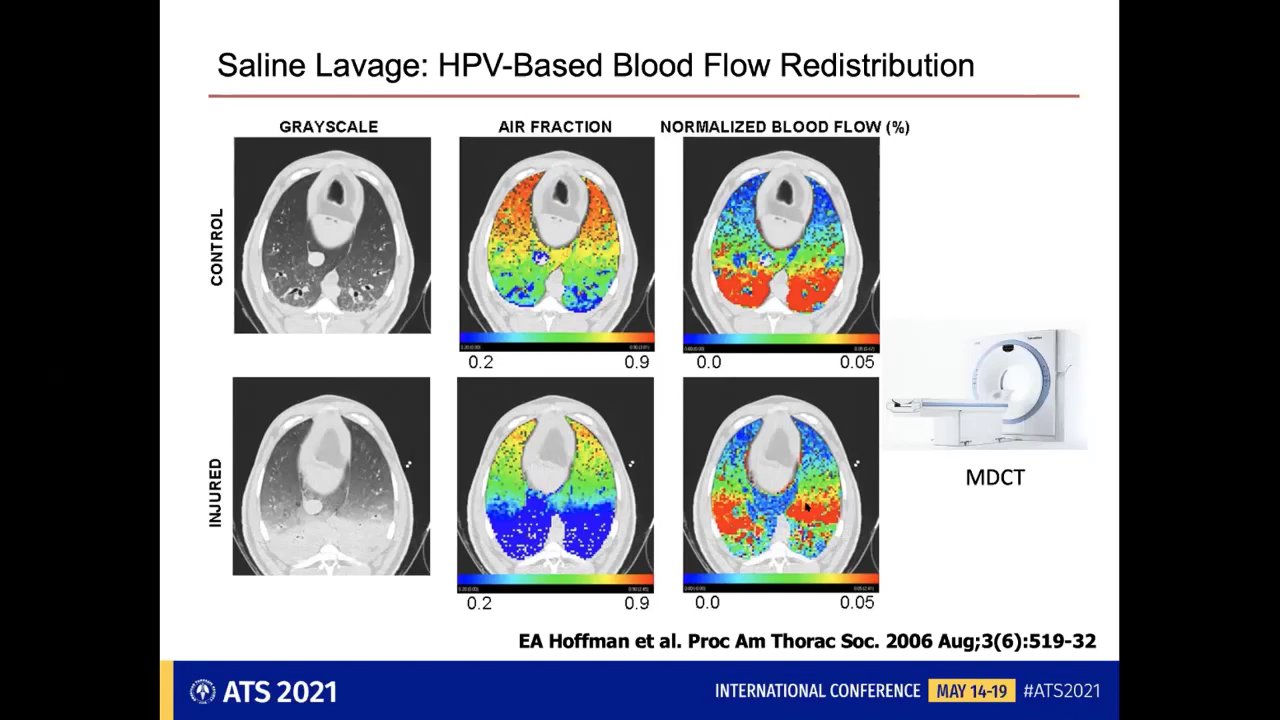 Saline Lavage: HPV-Based Blood Flow Redistribution
GRAYSCALE
AIR FRACTION
NORMALIZED BLOOD FLOW (%)
CONTROL
0.2
0.9
0.0
0.05
INJURED
MDCT
0.2
0.9
0.0
0.05
EA Hoffman et al. Proc Am Thorac Soc. 2006 Aug;3(6):519-32
ATS 2021
INTERNATIONAL CONFERENCE MAY 14-19 #ATS2021